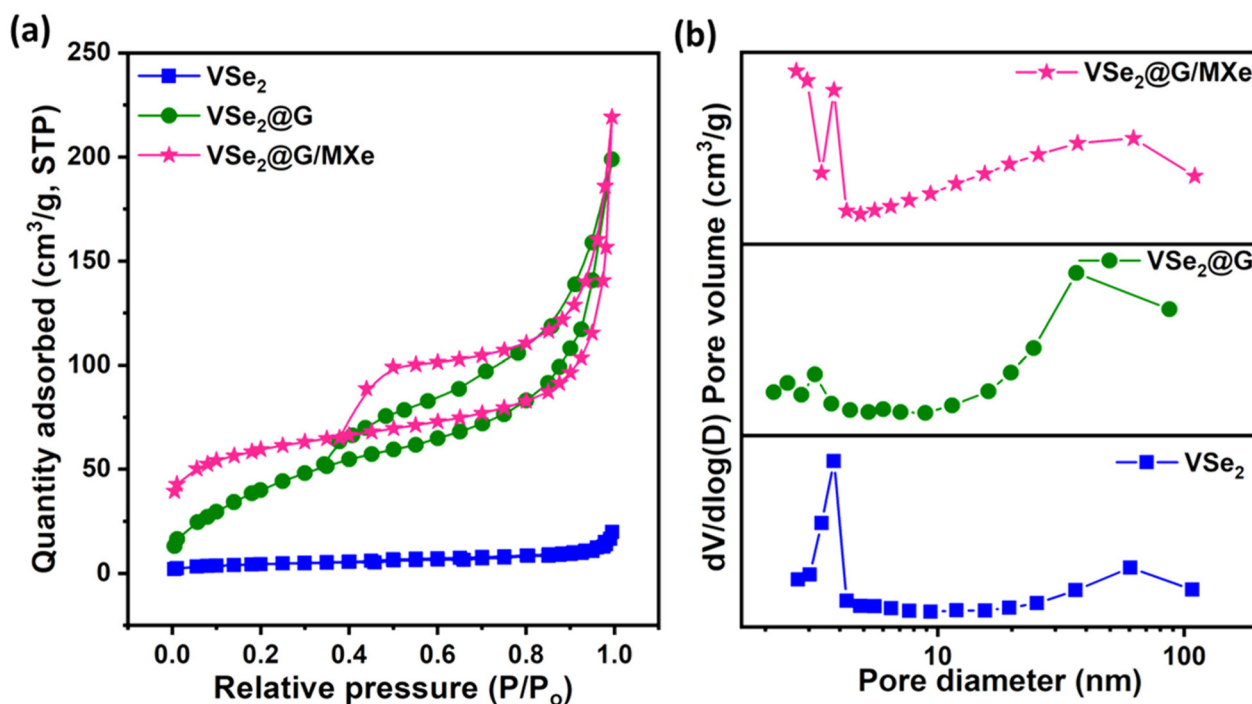 (a)
Quantity adsorbed (cm³/g, STP)
250
200
150
100
50
0
VSe₂
VSe₂@G
VSe₂@G/MXe
0.0 0.2 0.4 0.6 0.8 1.0
Relative pressure (P/Pₒ)
(b)
dV/dlog(D) Pore volume (cm³/g)
VSe₂@G/MXe
VSe₂@G
VSe₂
10 100
Pore diameter (nm)